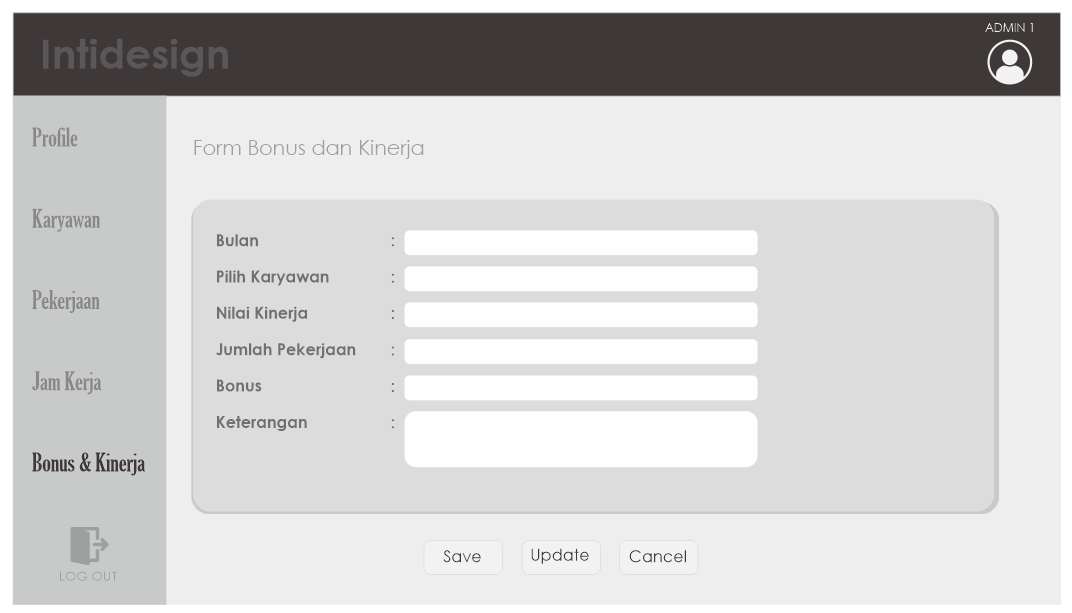 Intidesign
ADMIN 1
Profile
Karyawan
Pekerjaan
Jam Kerja
Bonus & Kinerja
LOG OUT
Form Bonus dan Kinerja
Bulan :
Pilih Karyawan :
Nilai Kinerja :
Jumlah Pekerjaan :
Bonus :
Keterangan :
Save Update Cancel